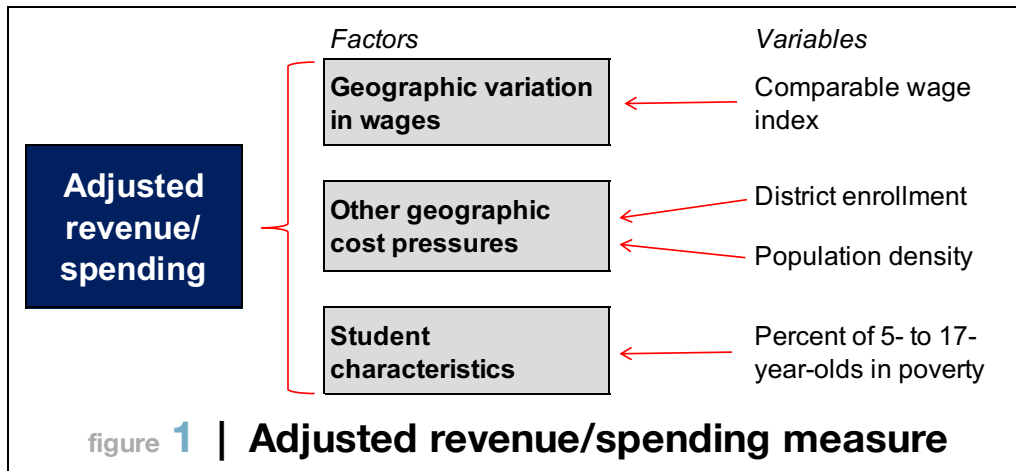 Factors
Variables
Adjusted
revenue/
spending
Geographic variation
in wages
Comparable wage
index
Other geographic
cost pressures
District enrollment
Population density
Student
characteristics
Percent of 5- to 17-
year-olds in poverty
figure 1 | Adjusted revenue/spending measure